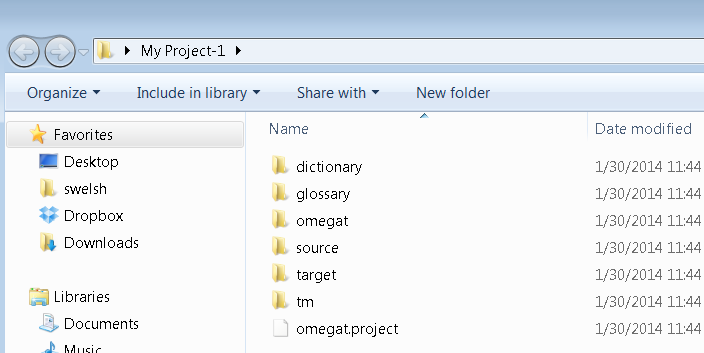 My Project-1
Organize Include in library Share with New folder
Favorites
Desktop
swelsh
Dropbox
Downloads
Libraries
Documents
Music
Name Date modified
dictionary 1/30/2014 11:44
glossary 1/30/2014 11:44
omegat 1/30/2014 11:44
source 1/30/2014 11:44
target 1/30/2014 11:44
tm 1/30/2014 11:44
omegat.project 1/30/2014 11:44